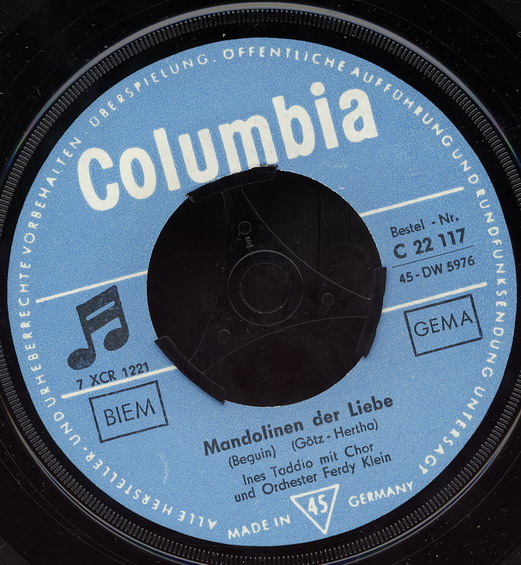 ALLE HERSTELLER- UND URHEBERRECHTE VORBEHALTEN ÜBERSPIELUNG. ÖFFENTLICHE AUFFÜHRUNG UND RUNDFUNKSENDUNG UNTERSAGT
Columbia
Bestel - Nr.
C 22 117
45-DW 5976
7 XCR 1221
BIEM
GEMA
Mandolinen der Liebe
(Beguin) (Götz - Hertha)
Ines Taddio mit Chor
und Orchester Ferdy Klein
MADE IN 45 GERMANY